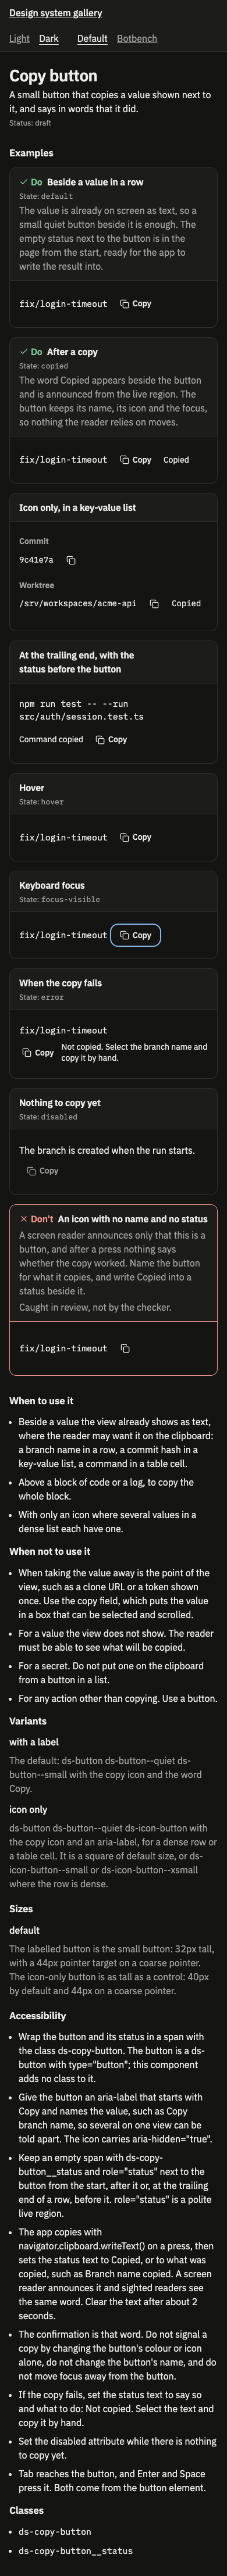 Design system gallery
Light Dark Default Botbench
Copy button
A small button that copies a value shown next to
it, and says in words that it did.
Status: draft
Examples
Do Beside a value in a row
State: default
The value is already on screen as text, so a
small quiet button beside it is enough. The
empty status next to the button is in the
page from the start, ready for the app to
write the result into.
fix/login-timeout Copy
Do After a copy
State: copied
The word Copied appears beside the button
and is announced from the live region. The
button keeps its name, its icon and the focus,
so nothing the reader relies on moves.
fix/login-timeout Copy Copied
Icon only, in a key-value list
Commit
9c41e7a
Worktree
/srv/workspaces/acme-api Copied
At the trailing end, with the
status before the button
npm run test -- --run
src/auth/session.test.ts
Command copied Copy
Hover
State: hover
fix/login-timeout Copy
Keyboard focus
State: focus-visible
fix/login-timeout Copy
When the copy fails
State: error
fix/login-timeout
Copy Not copied. Select the branch name and
copy it by hand.
Nothing to copy yet
State: disabled
The branch is created when the run starts.
Copy
Don't An icon with no name and no status
A screen reader announces only that this is a
button, and after a press nothing says
whether the copy worked. Name the button
for what it copies, and write Copied into a
status beside it.
Caught in review, not by the checker.
fix/login-timeout
When to use it
• Beside a value the view already shows as text,
where the reader may want it on the clipboard:
a branch name in a row, a commit hash in a
key-value list, a command in a table cell.
• Above a block of code or a log, to copy the
whole block.
• With only an icon where several values in a
dense list each have one.
When not to use it
• When taking the value away is the point of the
view, such as a clone URL or a token shown
once. Use the copy field, which puts the value
in a box that can be selected and scrolled.
• For a value the view does not show. The reader
must be able to see what will be copied.
• For a secret. Do not put one on the clipboard
from a button in a list.
• For any action other than copying. Use a button.
Variants
with a label
The default: ds-button ds-button--quiet ds-
button--small with the copy icon and the word
Copy.
icon only
ds-button ds-button--quiet ds-icon-button with
the copy icon and an aria-label, for a dense row or
a table cell. It is a square of default size, or ds-
icon-button--small or ds-icon-button--xsmall
where the row is dense.
Sizes
default
The labelled button is the small button: 32px tall,
with a 44px pointer target on a coarse pointer.
The icon-only button is as tall as a control: 40px
by default and 44px on a coarse pointer.
Accessibility
• Wrap the button and its status in a span with
the class ds-copy-button. The button is a ds-
button with type="button"; this component
adds no class to it.
• Give the button an aria-label that starts with
Copy and names the value, such as Copy
branch name, so several on one view can be
told apart. The icon carries aria-hidden="true".
• Keep an empty span with ds-copy-
button__status and role="status" next to the
button from the start, after it or, at the trailing
end of a row, before it. role="status" is a polite
live region.
• The app copies with
navigator.clipboard.writeText() on a press, then
sets the status text to Copied, or to what was
copied, such as Branch name copied. A screen
reader announces it and sighted readers see
the same word. Clear the text after about 2
seconds.
• The confirmation is that word. Do not signal a
copy by changing the button's colour or icon
alone, do not change the button's name, and do
not move focus away from the button.
• If the copy fails, set the status text to say so
and what to do: Not copied. Select the text and
copy it by hand.
• Set the disabled attribute while there is nothing
to copy yet.
• Tab reaches the button, and Enter and Space
press it. Both come from the button element.
Classes
• ds-copy-button
• ds-copy-button__status